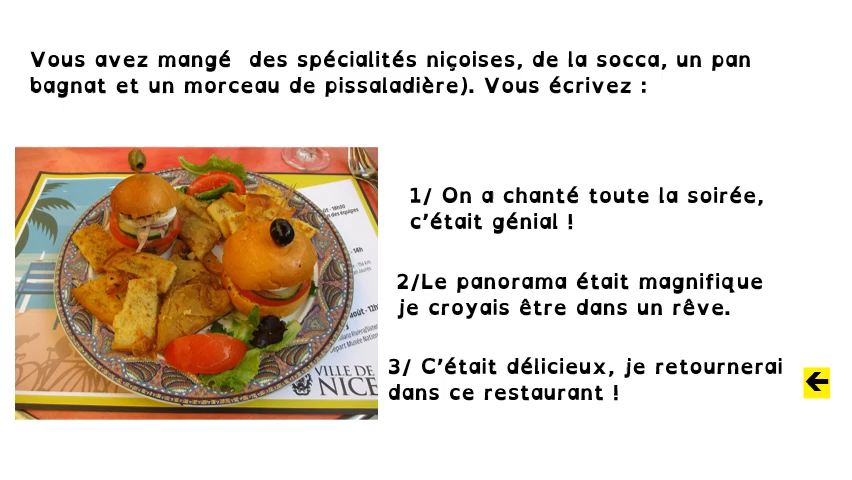 Vous avez mangé des spécialités niçoises, de la socca, un pan
bagnat et un morceau de pissaladière). Vous écrivez :
1/ On a chanté toute la soirée,
c'était génial !
2/Le panorama était magnifique
je croyais être dans un rêve.
3/ C'était délicieux, je retournerai
dans ce restaurant !
VILLE DE
NICE